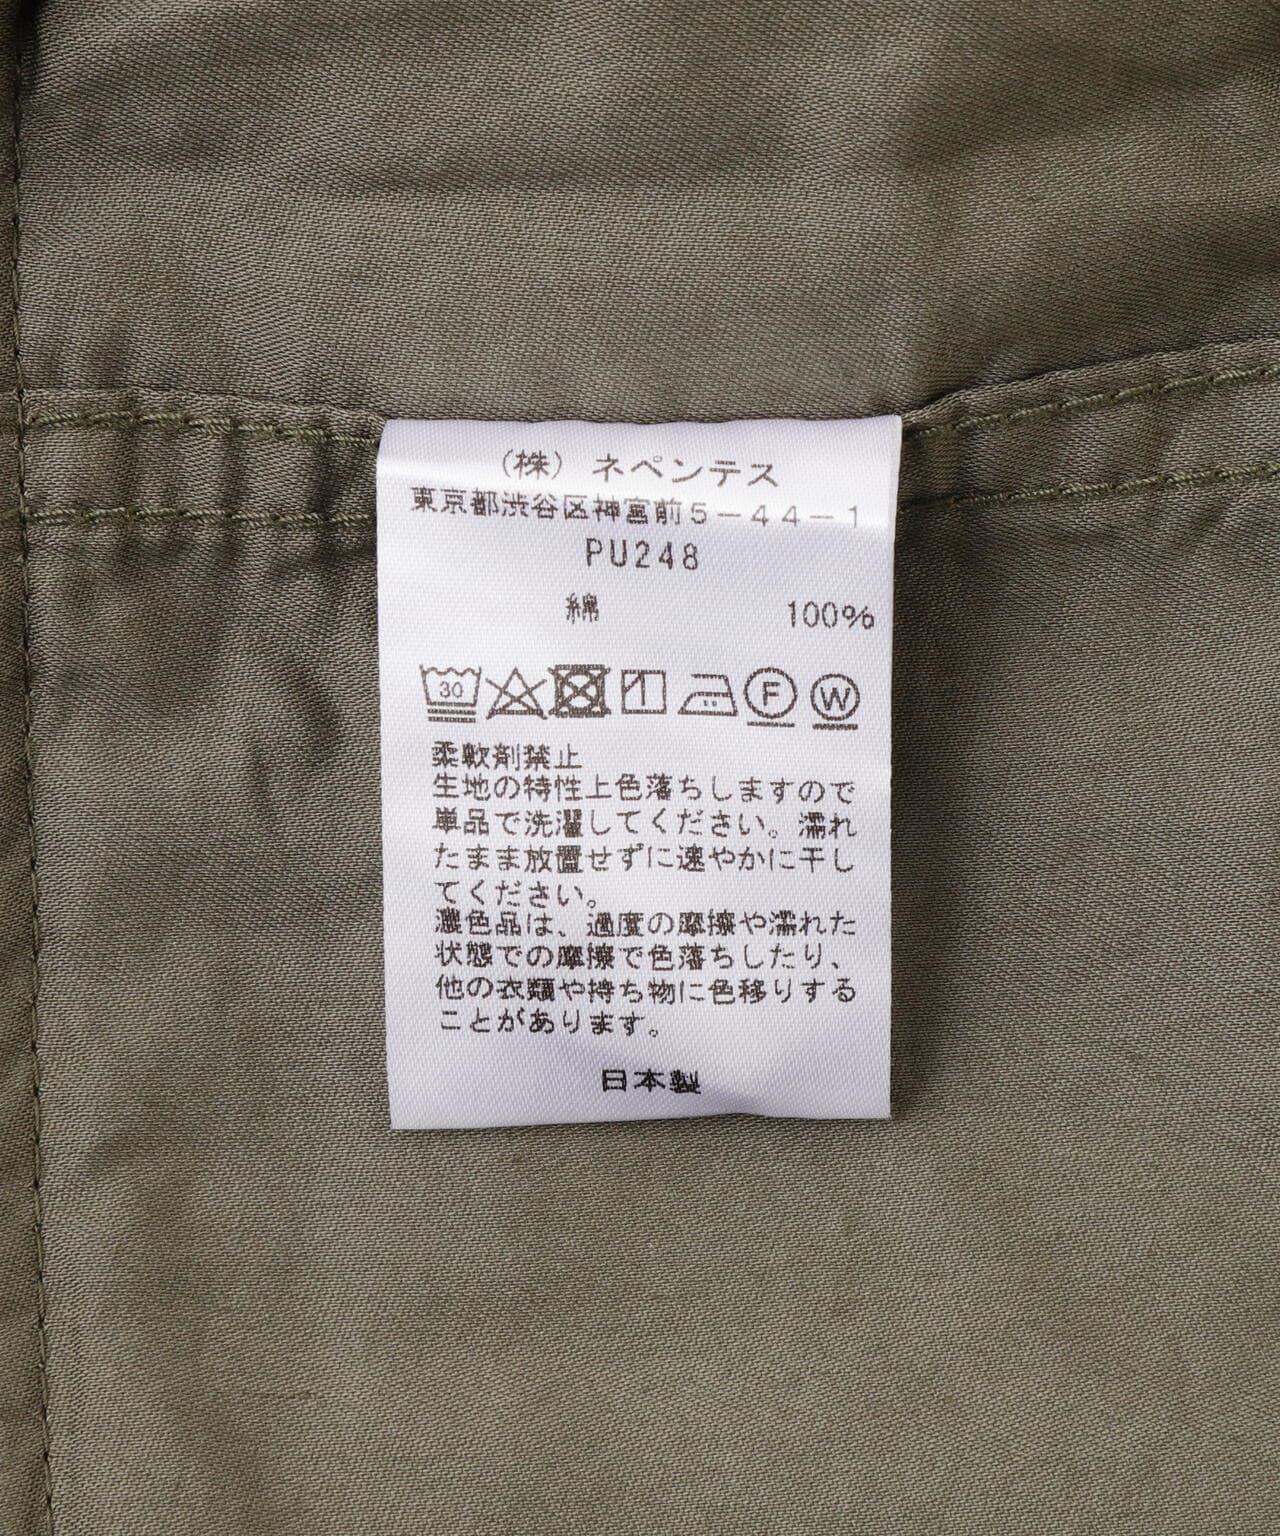 (株) ネペンテス
東京都渋谷区神宮前5-44-1
PU248
綿 100%
30 F W
柔軟剤禁止
生地の特性上色落ちしますので
単品で洗濯してください。濡れ
たまま放置せずに速やかに干し
てください。
濃色品は、過度の摩擦や濡れた
状態での摩擦で色落ちしたり、
他の衣類や持ち物に色移りする
ことがあります。
日本製